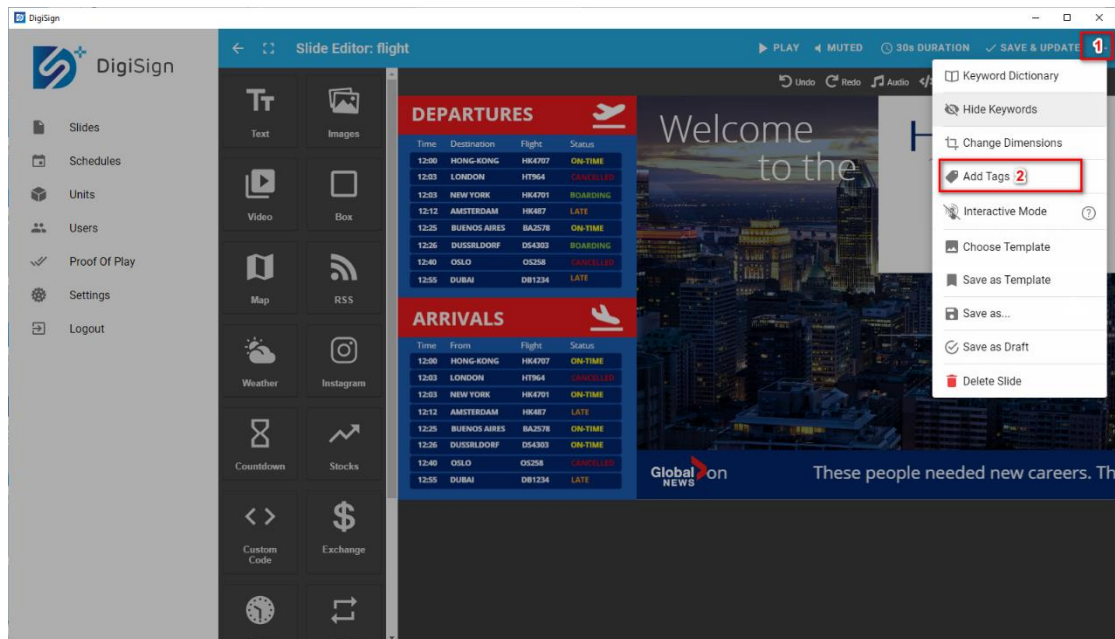 DigiSign
DigiSign
Slides
Schedules
Units
Users
Proof Of Play
Settings
Logout
Slide Editor: flight
PLAY MUTED 30s DURATION SAVE & UPDATE 1
Undo Redo Audio </>
Text Images
Video Box
Map RSS
Weather Instagram
Countdown Stocks
Custom Code Exchange
DEPARTURES
Time Destination Flight Status
12:00 HONG-KONG HK4707 ON-TIME
12:03 LONDON HT964 CANCELLED
12:03 NEW YORK HK4701 BOARDING
12:12 AMSTERDAM HK487 LATE
12:25 BUENOS AIRES BA2578 ON-TIME
12:26 DUSSRLDORF DS4303 BOARDING
12:40 OSLO OS258 CANCELLED
12:55 DUBAI DB1234 LATE
ARRIVALS
Time From Flight Status
12:00 HONG-KONG HK4707 ON-TIME
12:03 LONDON HT964 CANCELLED
12:03 NEW YORK HK4701 ON-TIME
12:12 AMSTERDAM HK487 LATE
12:25 BUENOS AIRES BA2578 ON-TIME
12:26 DUSSRLDORF DS4303 ON-TIME
12:40 OSLO OS258 CANCELLED
12:55 DUBAI DB1234 LATE
Welcome
to the
H
Global
NEWS
on
These people needed new careers. Th
Keyword Dictionary
Hide Keywords
Change Dimensions
Add Tags 2
Interactive Mode ?
Choose Template
Save as Template
Save as...
Save as Draft
Delete Slide